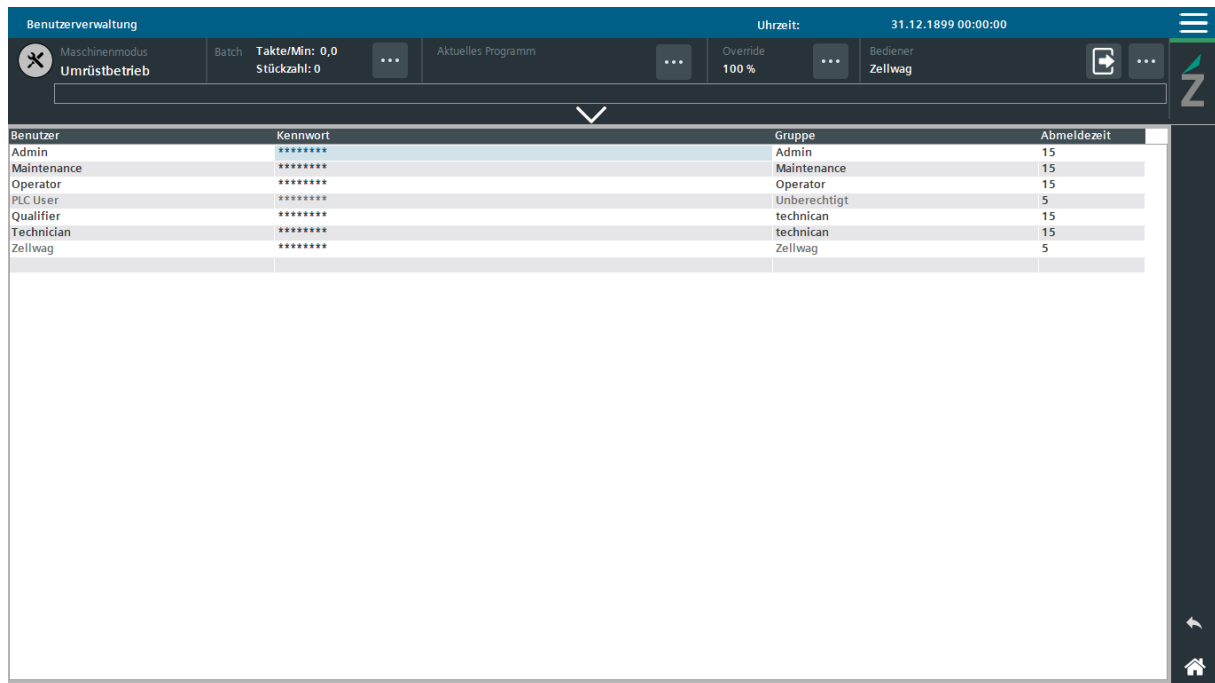 Benutzerverwaltung Uhrzeit: 31.12.1899 00:00:00
Maschinenmodus Batch Takte/Min: 0,0 Aktuelles Programm Override Bediener
Umrüstbetrieb Stückzahl: 0 100 % Zellwag
Benutzer Kennwort Gruppe Abmeldezeit
Admin ******** Admin 15
Maintenance ******** Maintenance 15
Operator ******** Operator 15
PLC User ******** Unberechtigt 5
Qualifier ******** technican 15
Technician ******** technican 15
Zellwag ******** Zellwag 5